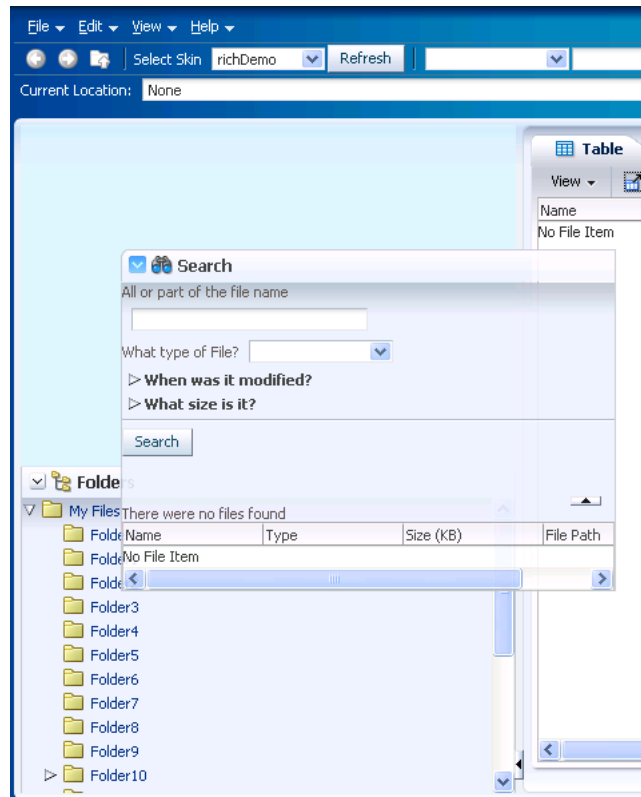 File Edit View Help
Select Skin richDemo Refresh
Current Location: None
Table
View
Name
No File Item
Search
All or part of the file name
What type of File?
When was it modified?
What size is it?
Search
Folders
My Files
There were no files found
Name Type Size (KB) File Path
No File Item
Folder3
Folder4
Folder5
Folder6
Folder7
Folder8
Folder9
Folder10